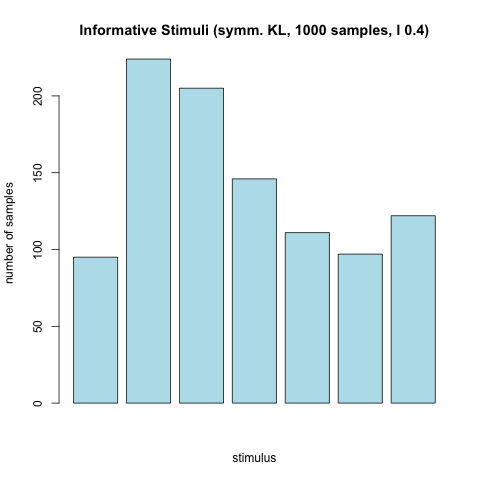 Informative Stimuli (symm. KL, 1000 samples, l 0.4)
number of samples
200
150
100
50
0
stimulus